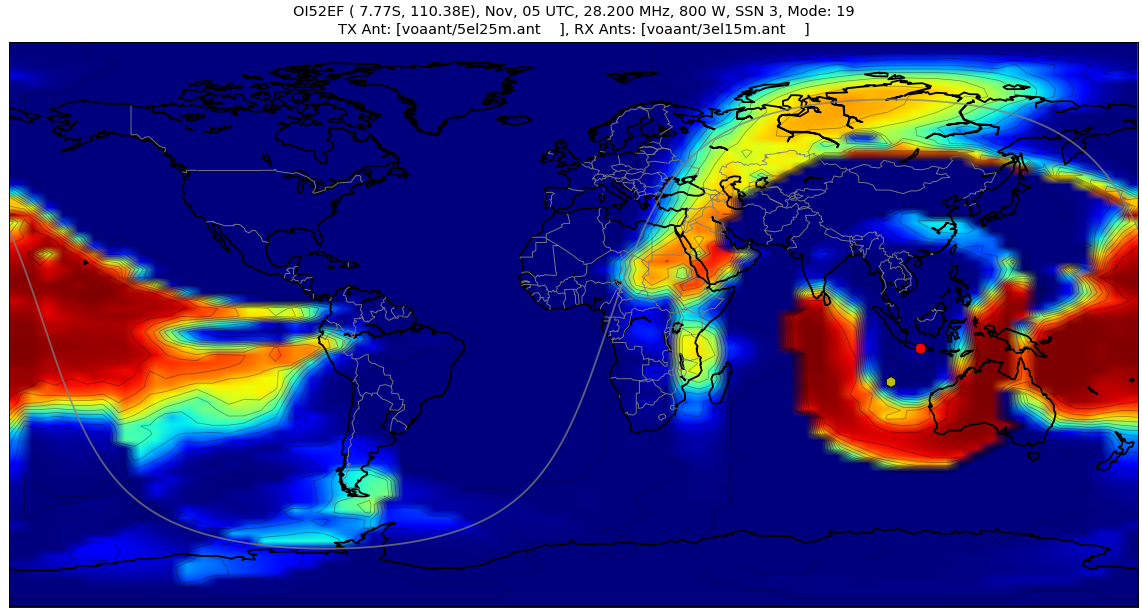 OI52EF ( 7.77S, 110.38E), Nov, 05 UTC, 28.200 MHz, 800 W, SSN 3, Mode: 19
TX Ant: [voaant/5el25m.ant    ], RX Ants: [voaant/3el15m.ant    ]